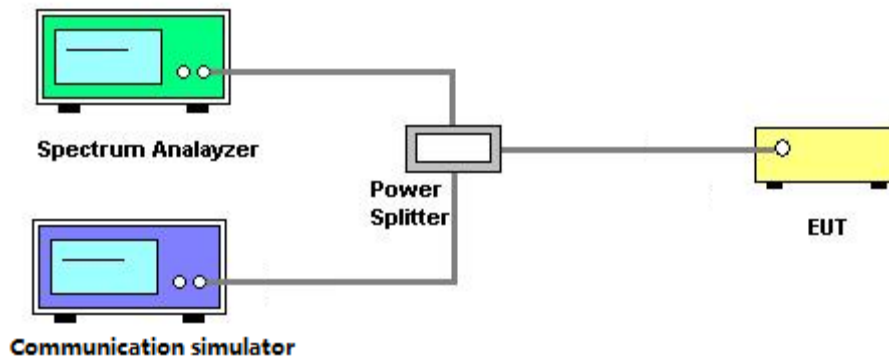 Spectrum Analayzer
Power
Splitter
EUT
Communication simulator